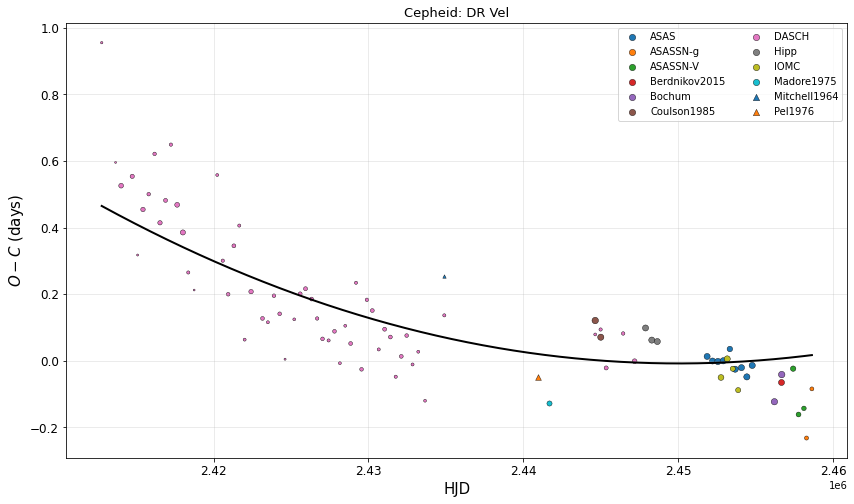 Cepheid: DR Vel
1.0
0.8
0.6
0.4
0.2
0.0
−0.2
O − C (days)
ASAS
ASASSN-g
ASASSN-V
Berdnikov2015
Bochum
Coulson1985
DASCH
Hipp
IOMC
Madore1975
Mitchell1964
Pel1976
2.42 2.43 2.44 2.45 2.46
1e6
HJD